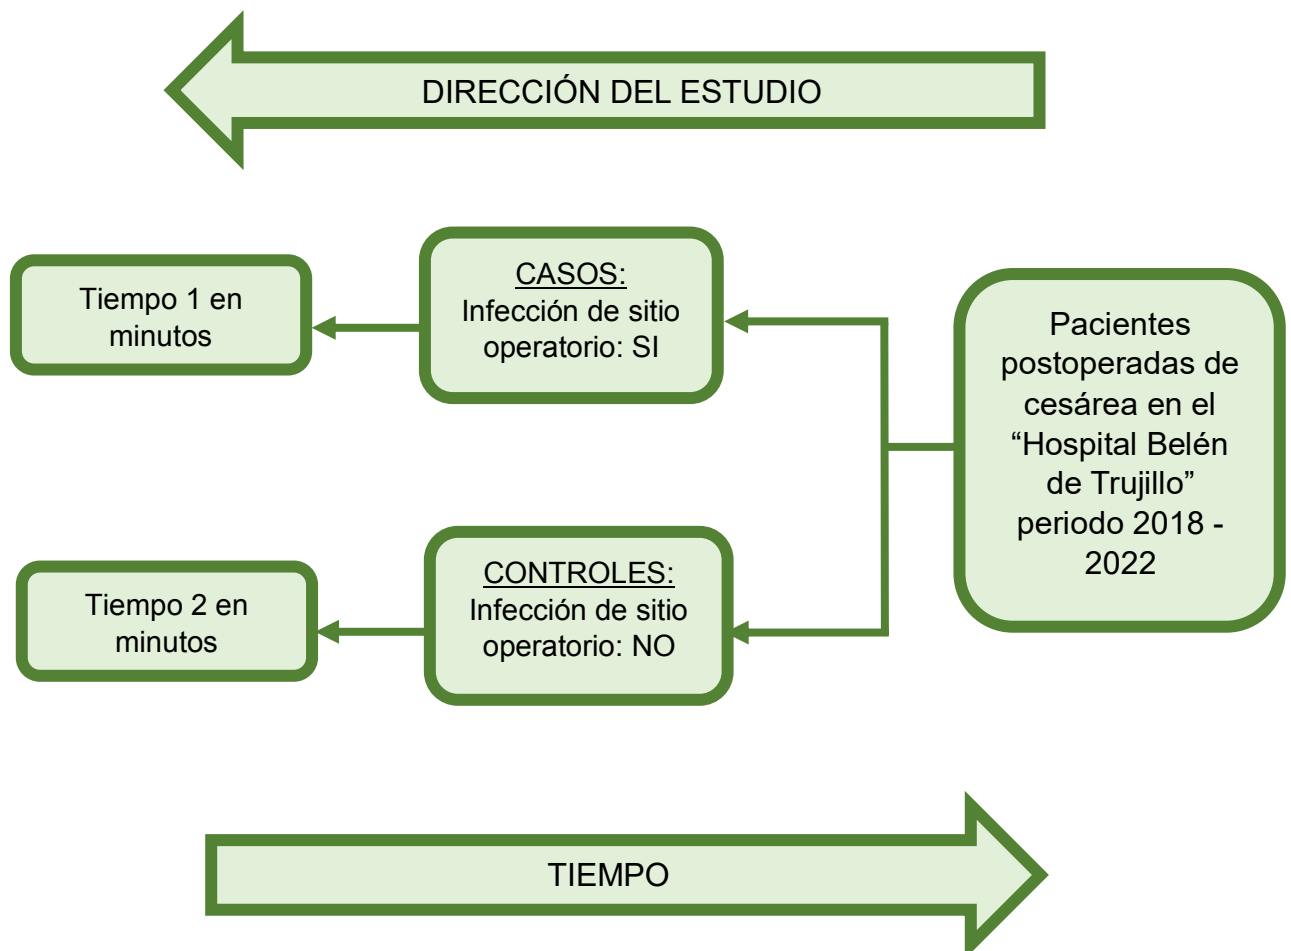 DIRECCIÓN DEL ESTUDIO
Tiempo 1 en
minutos
CASOS:
Infección de sitio
operatorio: SI
Pacientes
postoperadas de
cesárea en el
“Hospital Belén
de Trujillo”
periodo 2018 -
2022
Tiempo 2 en
minutos
CONTROLES:
Infección de sitio
operatorio: NO
TIEMPO